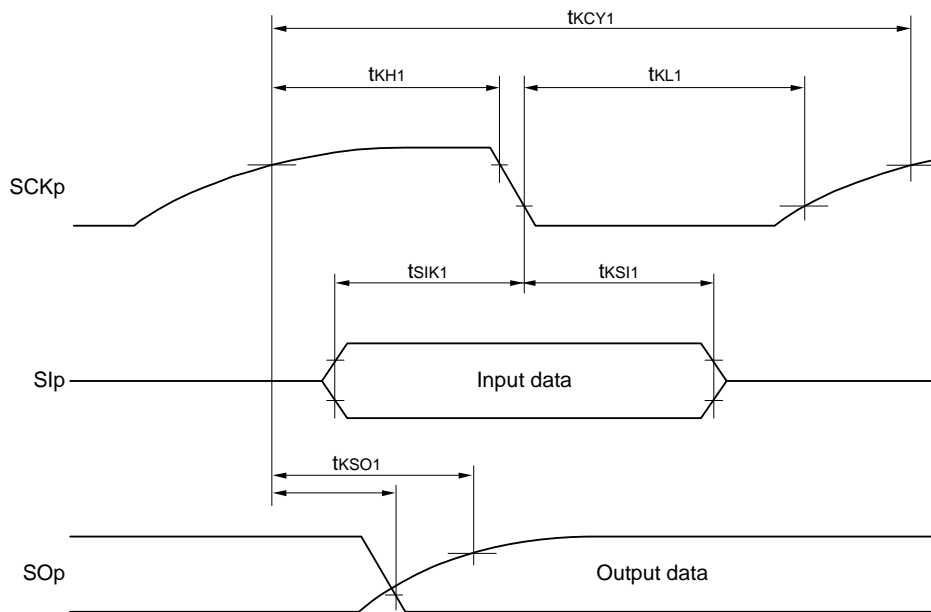 tKCY1
tKH1
tKL1
SCKp
tSIK1
tKSI1
SIp
Input data
tKSO1
SOp
Output data